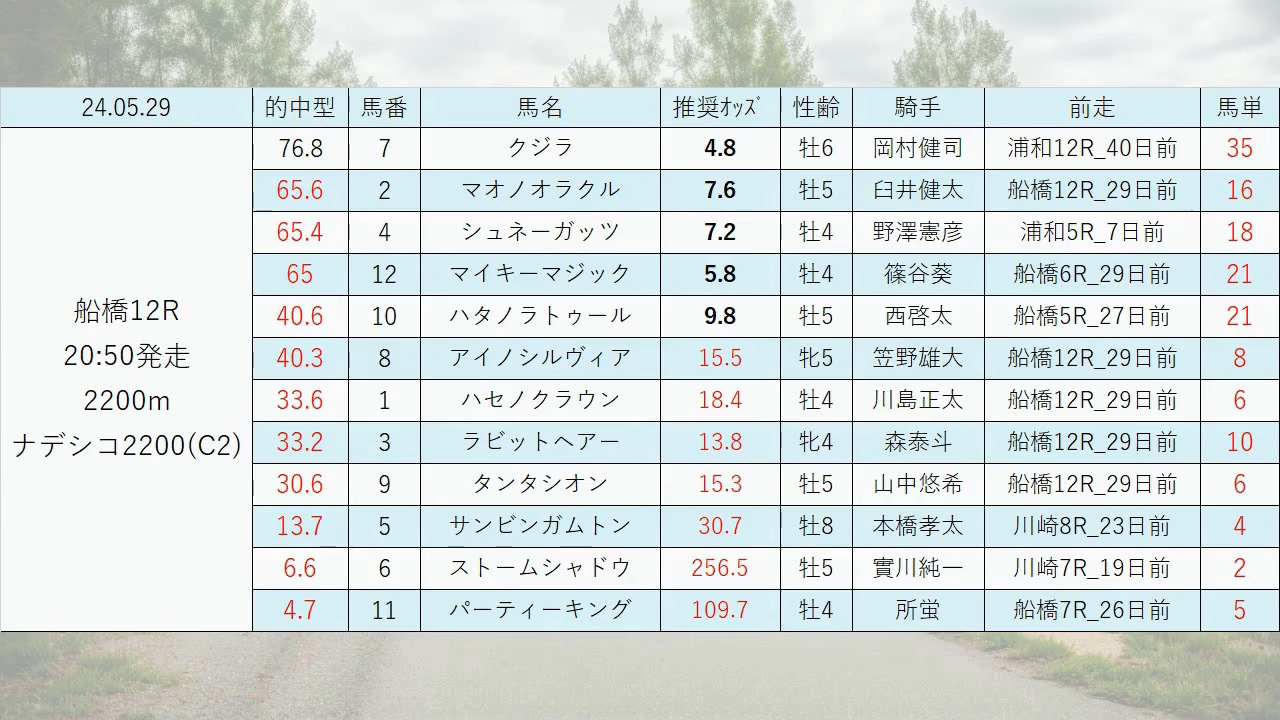 24.05.29 的中型 馬番 馬名 推奨ｵｯｽﾞ 性齢 騎手 前走 馬単
船橋12R
20:50発走
2200m
ナデシコ2200(C2)
76.8 7 クジラ 4.8 牡6 岡村健司 浦和12R_40日前 35
65.6 2 マオノオラクル 7.6 牡5 臼井健太 船橋12R_29日前 16
65.4 4 シュネーガッツ 7.2 牡4 野澤憲彦 浦和5R_7日前 18
65 12 マイキーマジック 5.8 牡4 篠谷葵 船橋6R_29日前 21
40.6 10 ハタノラトゥール 9.8 牡5 西啓太 船橋5R_27日前 21
40.3 8 アイノシルヴィア 15.5 牝5 笠野雄大 船橋12R_29日前 8
33.6 1 ハセノクラウン 18.4 牡4 川島正太 船橋12R_29日前 6
33.2 3 ラビットヘアー 13.8 牝4 森泰斗 船橋12R_29日前 10
30.6 9 タンタシオン 15.3 牡5 山中悠希 船橋12R_29日前 6
13.7 5 サンビンガムトン 30.7 牡8 本橋孝太 川崎8R_23日前 4
6.6 6 ストームシャドウ 256.5 牡5 實川純一 川崎7R_19日前 2
4.7 11 パーティーキング 109.7 牡4 所蛍 船橋7R_26日前 5